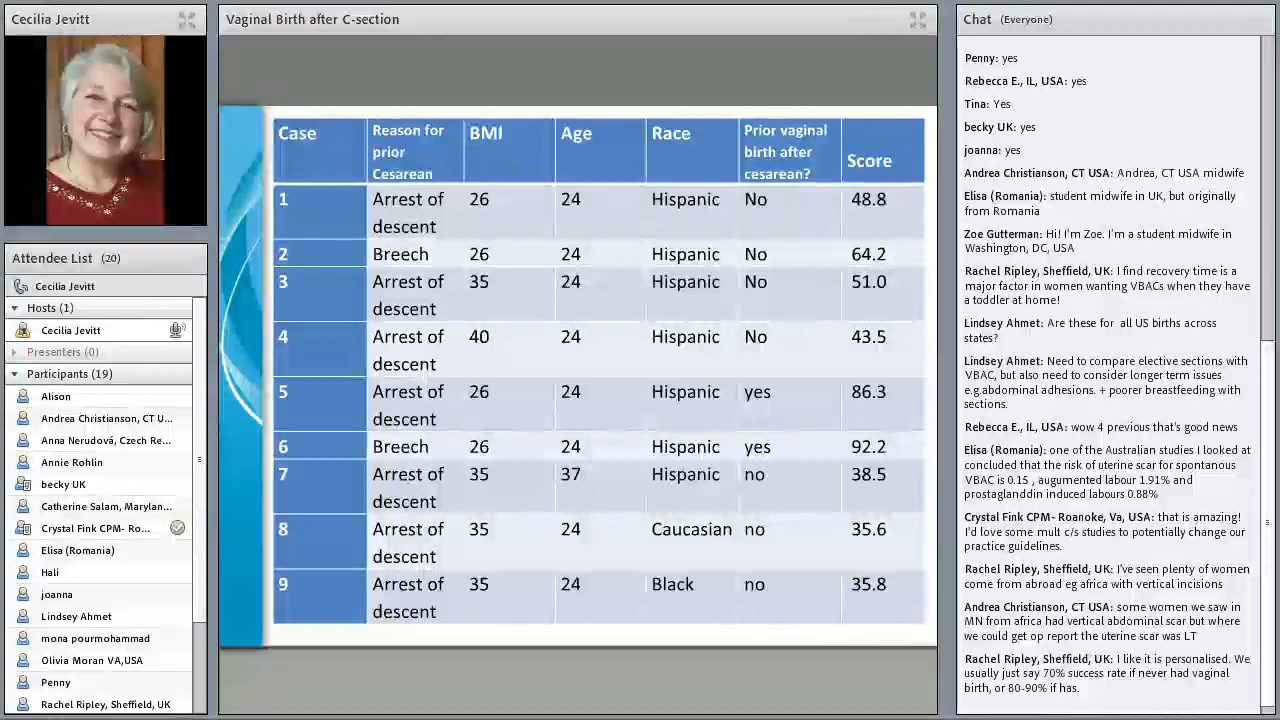 Cecilia Jevitt
Attendee List (20)
Cecilia Jevitt
Hosts (1)
Cecilia Jevitt
Presenters (0)
Participants (19)
Alison
Andrea Christianson, CT U...
Anna Nerudová, Czech Re...
Annie Rohlin
becky UK
Catherine Salam, Marylan...
Crystal Fink CPM- Ro...
Elisa (Romania)
Hali
joanna
Lindsey Ahmet
mona pourmohammad
Olivia Moran VA,USA
Penny
Rachel Ripley, Sheffield, UK
Vaginal Birth after C-section
Case Reason for prior Cesarean BMI Age Race Prior vaginal birth after cesarean? Score
1 Arrest of descent 26 24 Hispanic No 48.8
2 Breech 26 24 Hispanic No 64.2
3 Arrest of descent 35 24 Hispanic No 51.0
4 Arrest of descent 40 24 Hispanic No 43.5
5 Arrest of descent 26 24 Hispanic yes 86.3
6 Breech 26 24 Hispanic yes 92.2
7 Arrest of descent 35 37 Hispanic no 38.5
8 Arrest of descent 35 24 Caucasian no 35.6
9 Arrest of descent 35 24 Black no 35.8
Chat (Everyone)
Penny: yes
Rebecca E., IL, USA: yes
Tina: Yes
becky UK: yes
joanna: yes
Andrea Christianson, CT USA: Andrea, CT USA midwife
Elisa (Romania): student midwife in UK, but originally
from Romania
Zoe Gutterman: Hi! I'm Zoe. I'm a student midwife in
Washington, DC, USA
Rachel Ripley, Sheffield, UK: I find recovery time is a
major factor in women wanting VBACs when they have
a toddler at home!
Lindsey Ahmet: Are these for all US births across
states?
Lindsey Ahmet: Need to compare elective sections with
VBAC, but also need to consider longer term issues
e.g.abdominal adhesions. + poorer breastfeeding with
sections.
Rebecca E., IL, USA: wow 4 previous that's good news
Elisa (Romania): one of the Australian studies I looked at
concluded that the risk of uterine scar for spontanous
VBAC is 0.15 , augumented labour 1.91% and
prostaglanddin induced labours 0.88%
Crystal Fink CPM- Roanoke, Va, USA: that is amazing!
I'd love some mult c/s studies to potentially change our
practice guidelines.
Rachel Ripley, Sheffield, UK: I've seen plenty of women
come from abroad eg africa with vertical incisions
Andrea Christianson, CT USA: some women we saw in
MN from africa had vertical abdominal scar but where
we could get op report the uterine scar was LT
Rachel Ripley, Sheffield, UK: I like it is personalised. We
usually just say 70% success rate if never had vaginal
birth, or 80-90% if has.